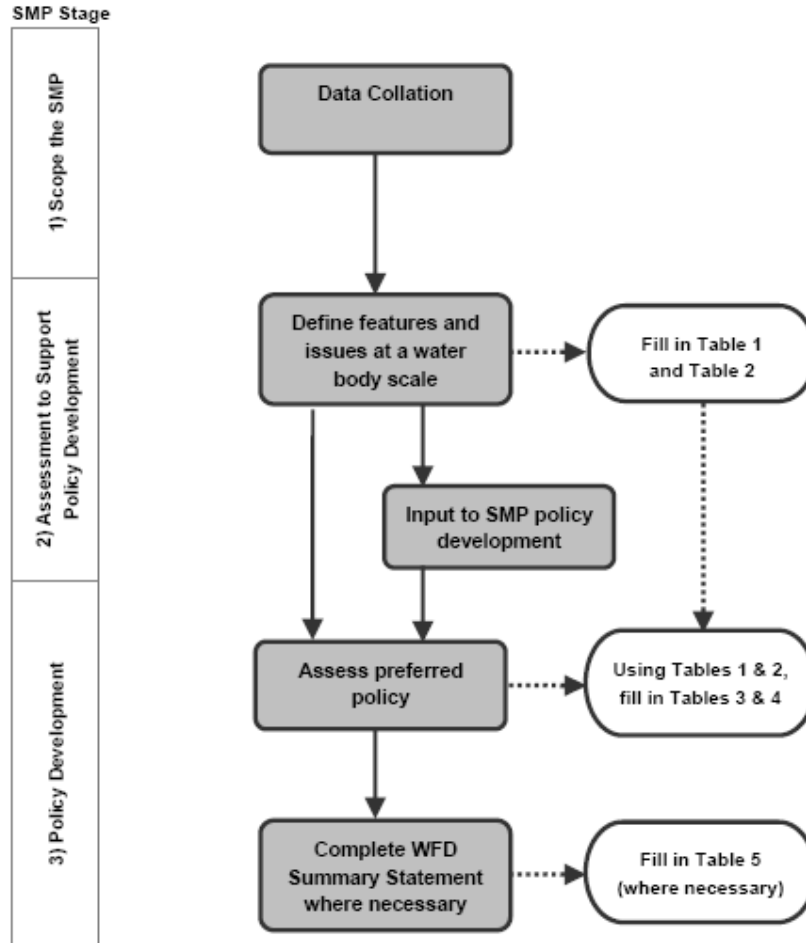 SMP Stage
1) Scope the SMP
Data Collation
2) Assessment to Support
Policy Development
Define features and
issues at a water
body scale
Fill in Table 1
and Table 2
Input to SMP policy
development
3) Policy Development
Assess preferred
policy
Using Tables 1 & 2,
fill in Tables 3 & 4
Complete WFD
Summary Statement
where necessary
Fill in Table 5
(where necessary)